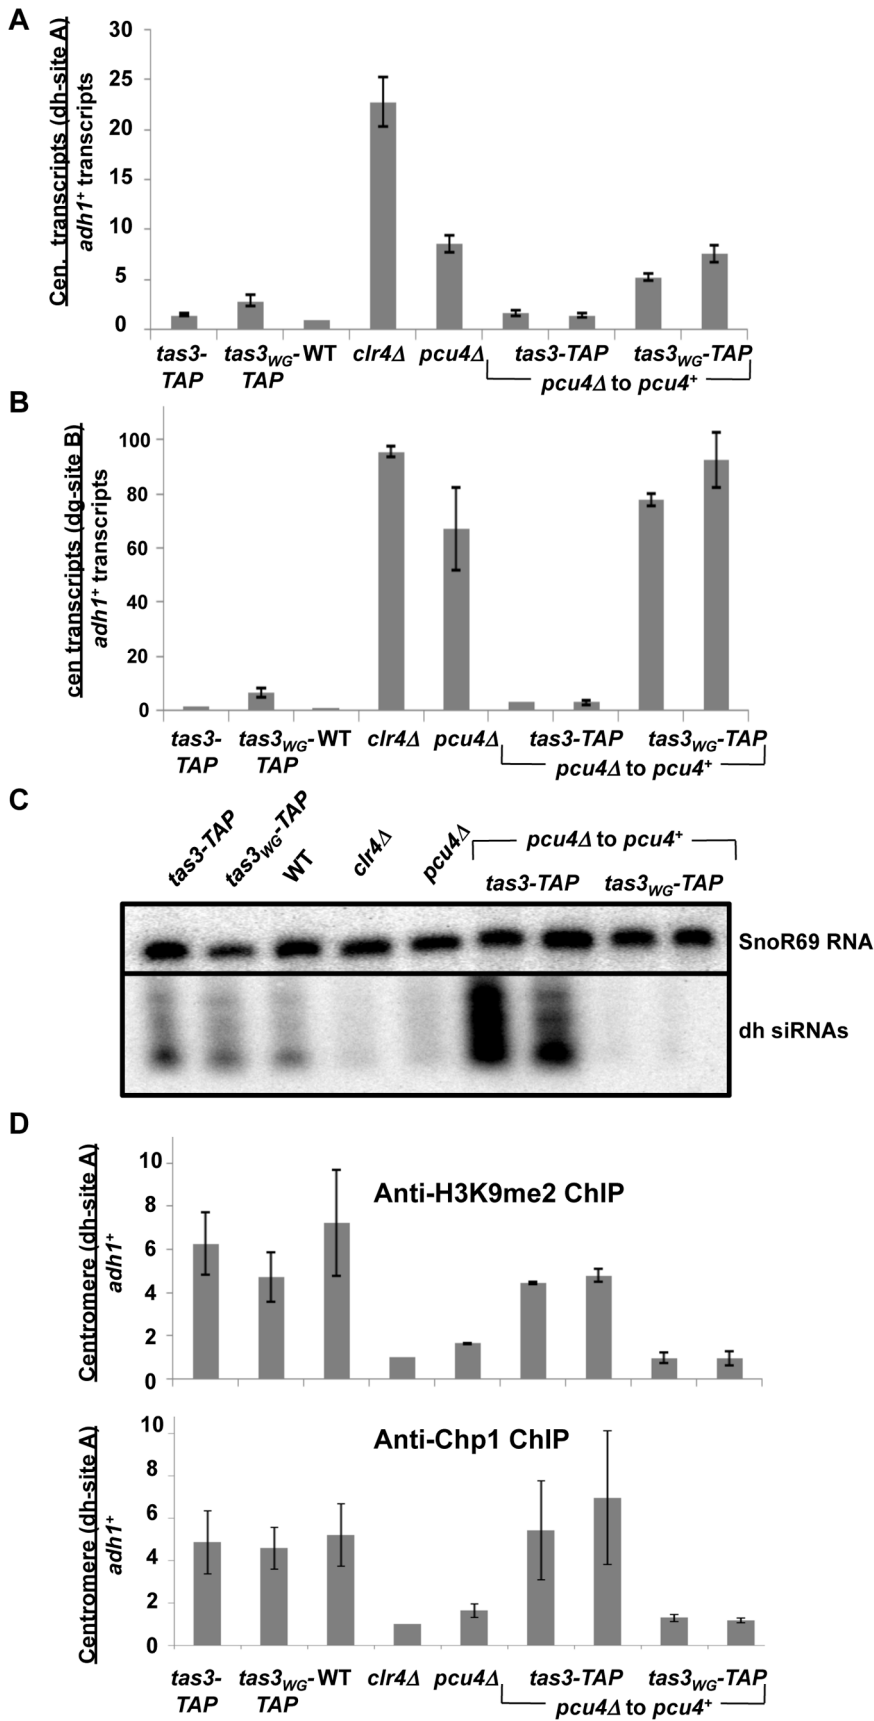 A
Cen. transcripts (dh-site A)
adh1+ transcripts
30
25
20
15
10
5
0
tas3-TAP
tas3WG-TAP
WT
clr4Δ
pcu4Δ
tas3-TAP
tas3WG-TAP
pcu4Δ to pcu4+
B
cen transcripts (dg-site B)
adh1+ transcripts
100
80
60
40
20
0
tas3-TAP
tas3WG-TAP
WT
clr4Δ
pcu4Δ
tas3-TAP
tas3WG-TAP
pcu4Δ to pcu4+
C
tas3-TAP
tas3WG-TAP
WT
clr4Δ
pcu4Δ
pcu4Δ to pcu4+
tas3-TAP
tas3WG-TAP
SnoR69 RNA
dh siRNAs
D
Centromere (dh-site A)
adh1+
Anti-H3K9me2 ChIP
10
8
6
4
2
0
Centromere (dh-site A)
adh1+
Anti-Chp1 ChIP
10
8
6
4
2
0
tas3-TAP
tas3WG-TAP
WT
clr4Δ
pcu4Δ
tas3-TAP
tas3WG-TAP
pcu4Δ to pcu4+